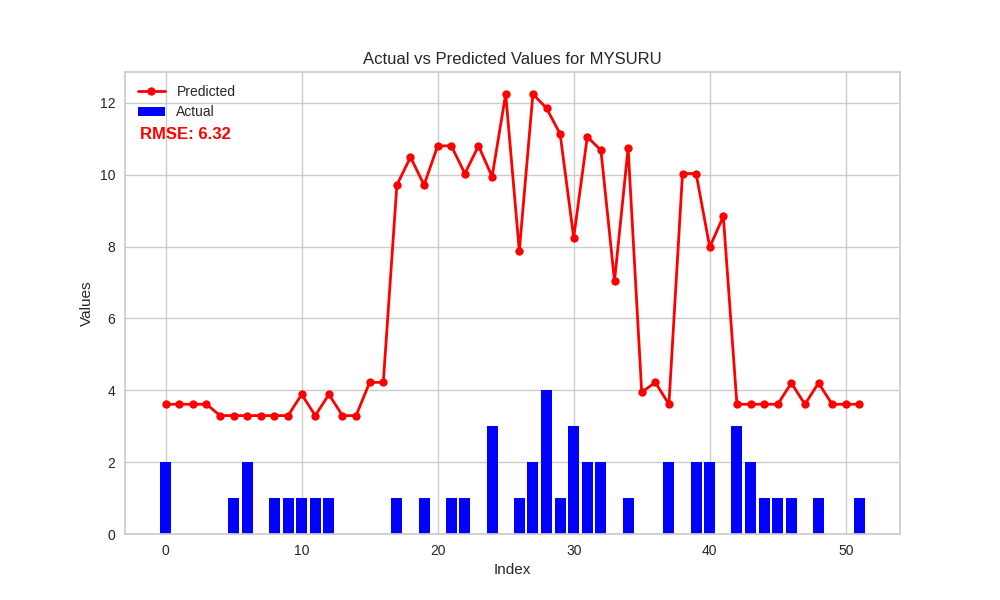 Actual vs Predicted Values for MYSURU
Predicted
Actual
RMSE: 6.32
12
10
8
6
4
2
0
Values
0 10 20 30 40 50
Index